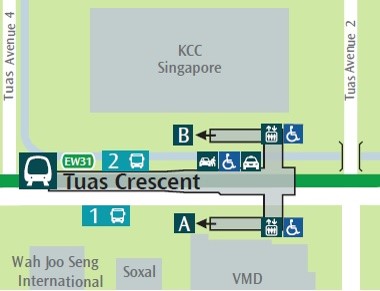 Tuas Avenue 4
KCC
Singapore
Tuas Avenue 2
B
EW31
2
Tuas Crescent
1
A
Wah Joo Seng
International
Soxal
VMD